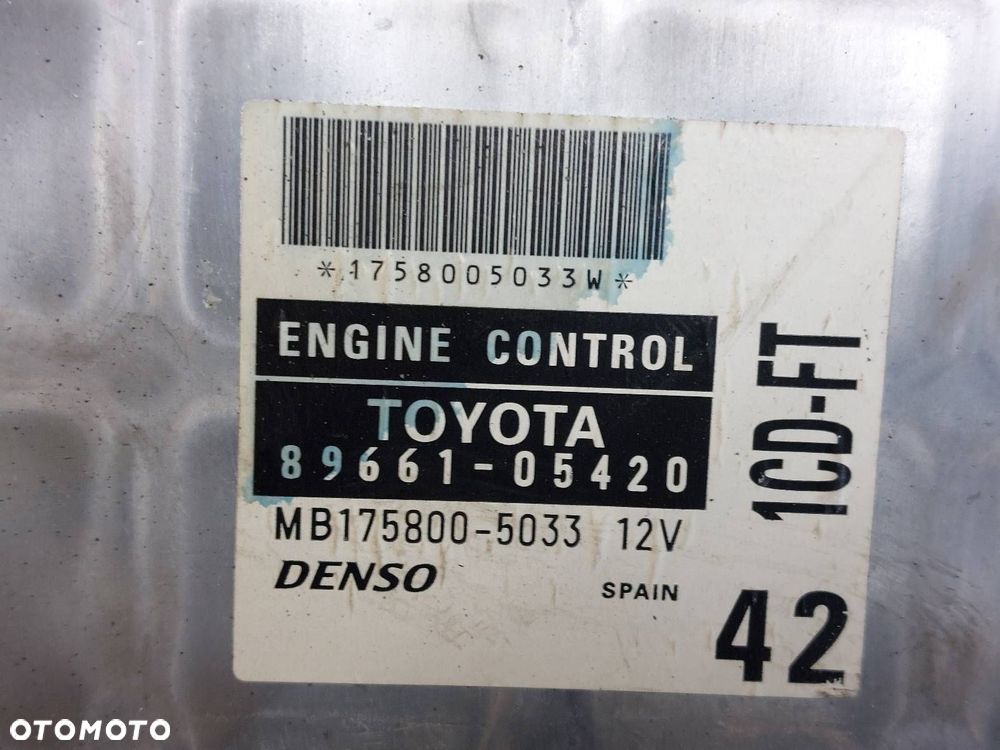 *1758005033W*
ENGINE CONTROL
TOYOTA
89661-05420
MB175800-5033 12V
DENSO SPAIN
1CD-FT
42
OTOMOTO